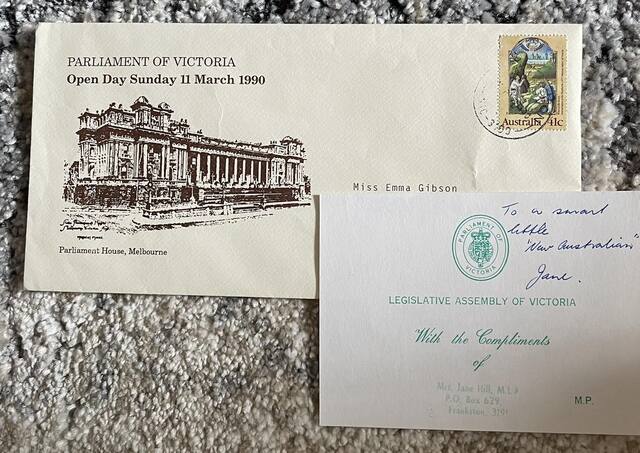 PARLIAMENT OF VICTORIA
Open Day Sunday 11 March 1990
Australia 41c
Miss Emma Gibson
Parliament House, Melbourne
To a smart
little
"New Australian"
Jane.
PARLIAMENT OF
VICTORIA
LEGISLATIVE ASSEMBLY OF VICTORIA
With the Compliments
of
Mrs. Jane Hill, M.L.A
P.O. Box 629,
Frankston, 319
M.P.